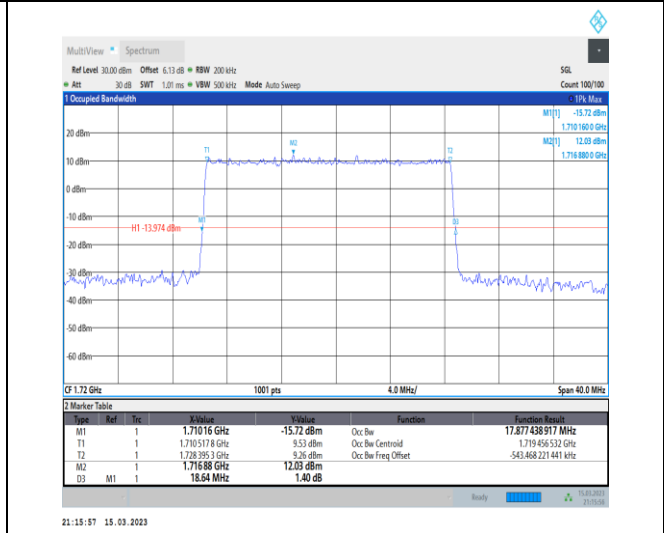 MultiView Spectrum
Ref Level 30.00 dBm Offset 6.13 dB RBW 200 kHz SGL
Att 30 dB SWT 1.01 ms VBW 500 kHz Mode Auto Sweep Count 100/100
1 Occupied Bandwidth 1Pk Max
M1[1] -15.72 dBm
1.710 160 0 GHz
M2[1] 12.03 dBm
1.716 880 0 GHz
20 dBm
T1 M2 T2
10 dBm
0 dBm
-10 dBm
M1 D3
H1 -13.974 dBm
-20 dBm
-30 dBm
-40 dBm
-50 dBm
-60 dBm
CF 1.72 GHz 1001 pts 4.0 MHz/ Span 40.0 MHz
2 Marker Table
Type Ref Trc X-Value Y-Value Function Function Result
M1 1 1.71016 GHz -15.72 dBm Occ Bw 17.877 438 917 MHz
T1 1 1.710 517 8 GHz 9.53 dBm Occ Bw Centroid 1.719 456 532 GHz
T2 1 1.728 395 3 GHz 9.26 dBm Occ Bw Freq Offset -543.468 221 441 kHz
M2 1 1.71688 GHz 12.03 dBm
D3 M1 1 18.64 MHz 1.40 dB
Ready 15.03.2023
21:15:56
21:15:57 15.03.2023